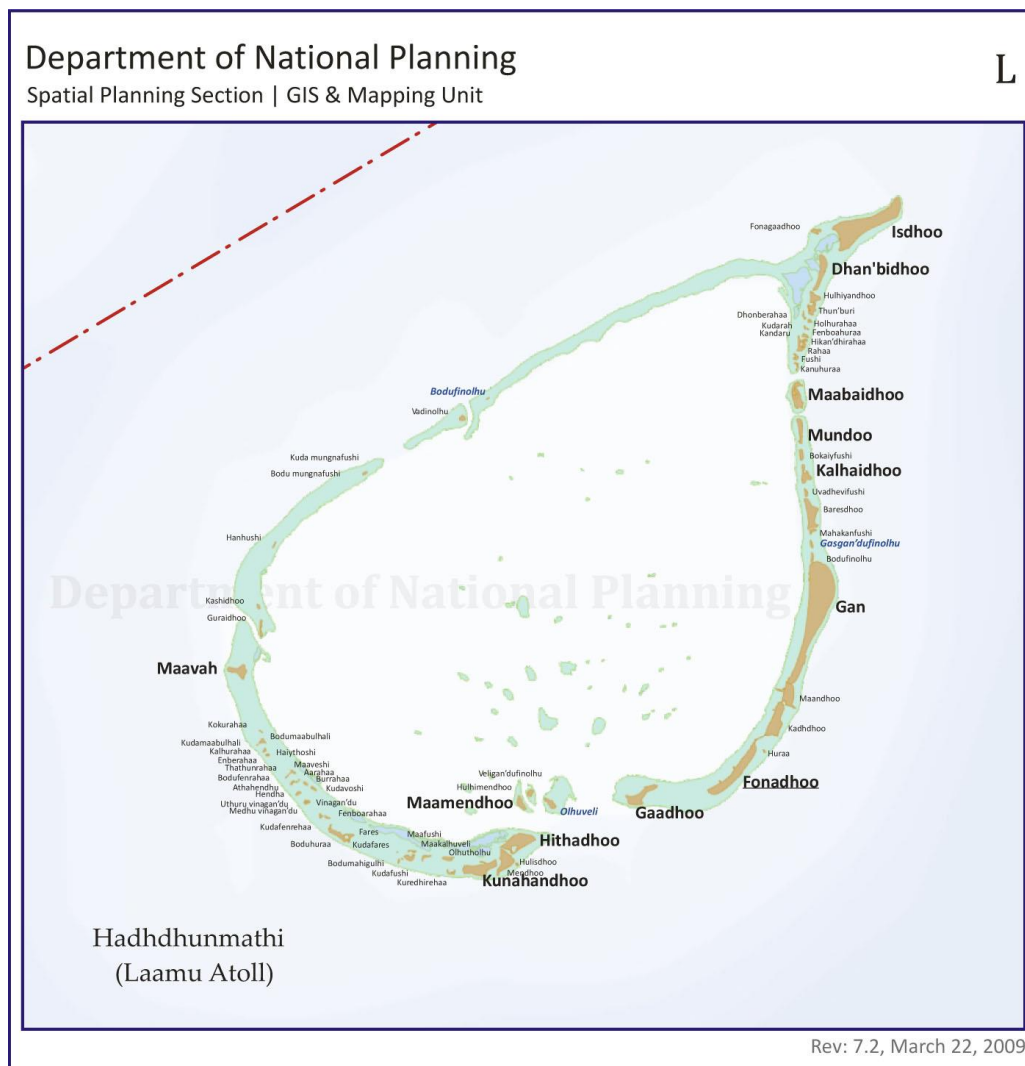 Department of National Planning
Spatial Planning Section | GIS & Mapping Unit
L
Fonagaadhoo
Isdhoo
Dhan'bidhoo
Hulhiyandhoo
Thun'buri
Dhonberahaa
Holhurahaa
Kudarah
Fenboahuraa
Kandaru
Hikan'dhirahaa
Rahaa
Fushi
Kanuhuraa
Bodufinolhu
Maabaidhoo
Vadinolhu
Mundoo
Kuda mungnafushi
Bokaiyfushi
Bodu mungnafushi
Kalhaidhoo
Uvadhevifushi
Baresdhoo
Hanhushi
Mahakanfushi
Gasgan'dufinolhu
Bodufinolhu
Department of National Planning
Kashidhoo
Gan
Guraidhoo
Maavah
Maandhoo
Kokurahaa
Kadhdhoo
Bodumaabulhali
Kudamaabulhali
Kalhurahaa
Haiythoshi
Huraa
Enberahaa
Maaveshi
Thathunrahaa
Aarahaa
Veligan'dufinolhu
Bodufenrahaa
Burrahaa
Fonadhoo
Athahendhu
Kudavoshi
Hulhimendhoo
Hendha
Maamendhoo
Uthuru vinagan'du
Vinagan'du
Medhu vinagan'du
Fenboarahaa
Olhuveli
Gaadhoo
Kudafenrehaa
Fares
Maafushi
Boduhuraa
Kudafares
Maakalhuveli
Hithadhoo
Olhutholhu
Bodumahigulhi
Hulisdhoo
Kudafushi
Mendhoo
Kuredhirehaa
Kunahandhoo
Hadhdhunmathi
(Laamu Atoll)
Rev: 7.2, March 22, 2009